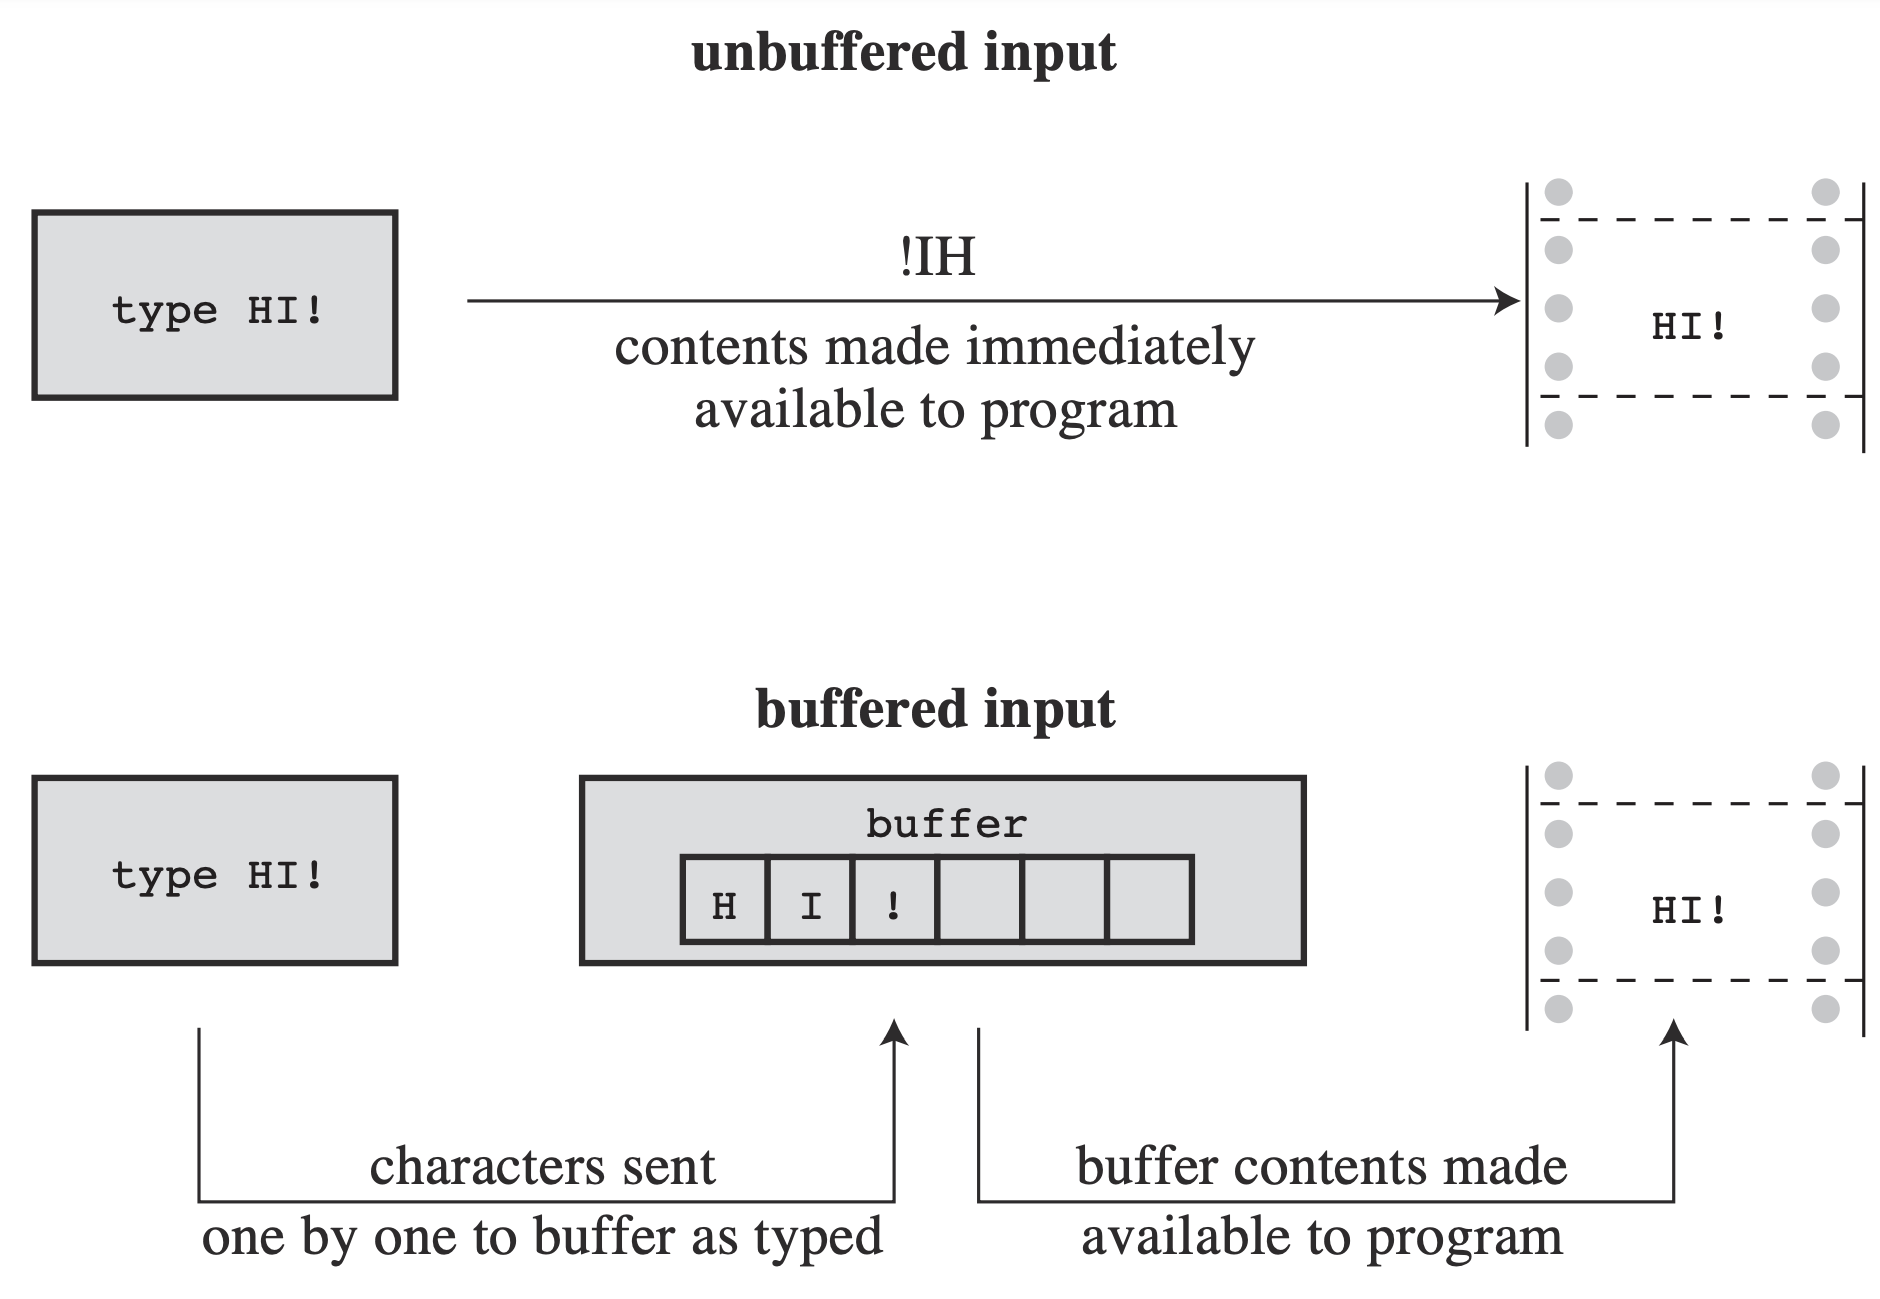 unbuffered input
type HI!
!IH
contents made immediately
available to program
HI!
buffered input
type HI!
buffer
H I !
HI!
characters sent
one by one to buffer as typed
buffer contents made
available to program